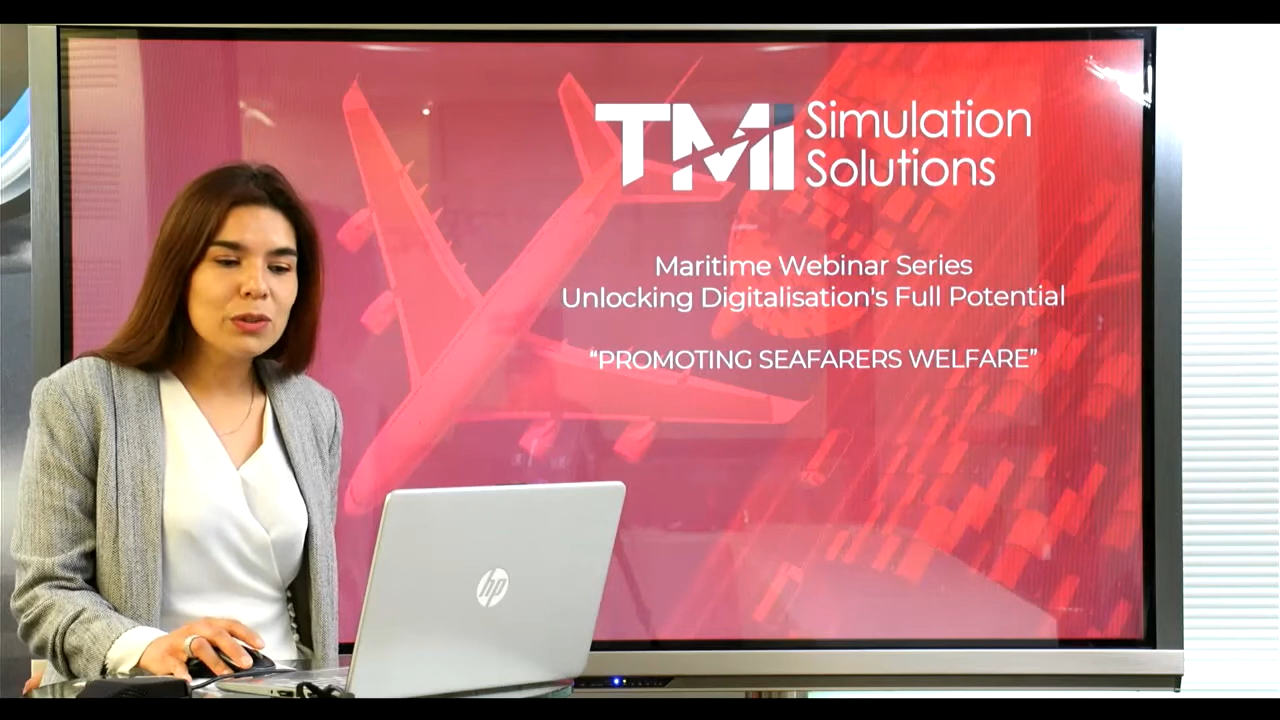 TMI Simulation
Solutions
Maritime Webinar Series
Unlocking Digitalisation's Full Potential
“PROMOTING SEAFARERS WELFARE”
hp